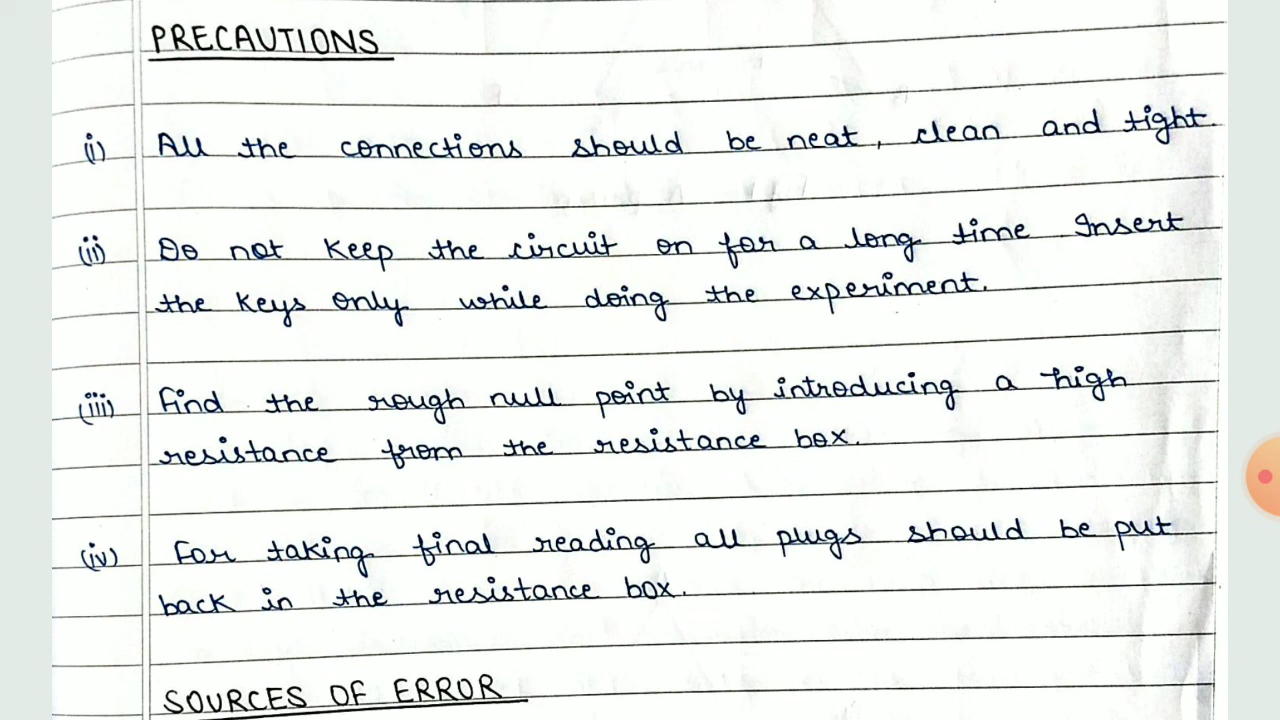 PRECAUTIONS
(i) All the connections should be neat, clean and tight.
(ii) Do not keep the circuit on for a long time Insert
the keys only while doing the experiment.
(iii) Find the rough null point by introducing a high
resistance from the resistance box.
(iv) For taking final reading all plugs should be put
back in the resistance box.
SOURCES OF ERROR